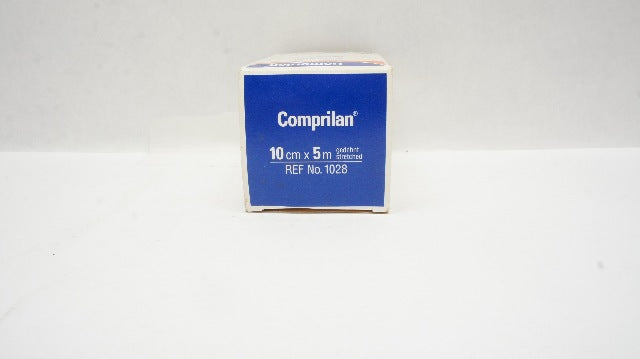 Comprilan®
10 cm x 5 m gedehnt stretched
REF No. 1028